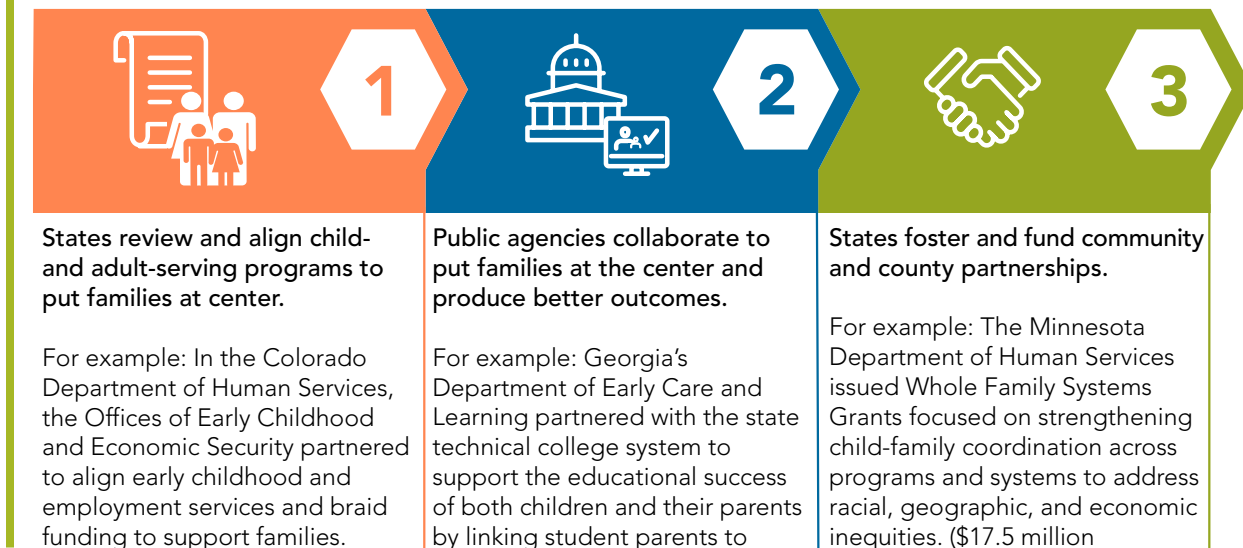 1
States review and align child-
and adult-serving programs to
put families at center.
For example: In the Colorado
Department of Human Services,
the Offices of Early Childhood
and Economic Security partnered
to align early childhood and
employment services and braid
funding to support families.
2
Public agencies collaborate to
put families at the center and
produce better outcomes.
For example: Georgia’s
Department of Early Care and
Learning partnered with the state
technical college system to
support the educational success
of both children and their parents
by linking student parents to
3
States foster and fund community
and county partnerships.
For example: The Minnesota
Department of Human Services
issued Whole Family Systems
Grants focused on strengthening
child-family coordination across
programs and systems to address
racial, geographic, and economic
inequities. ($17.5 million